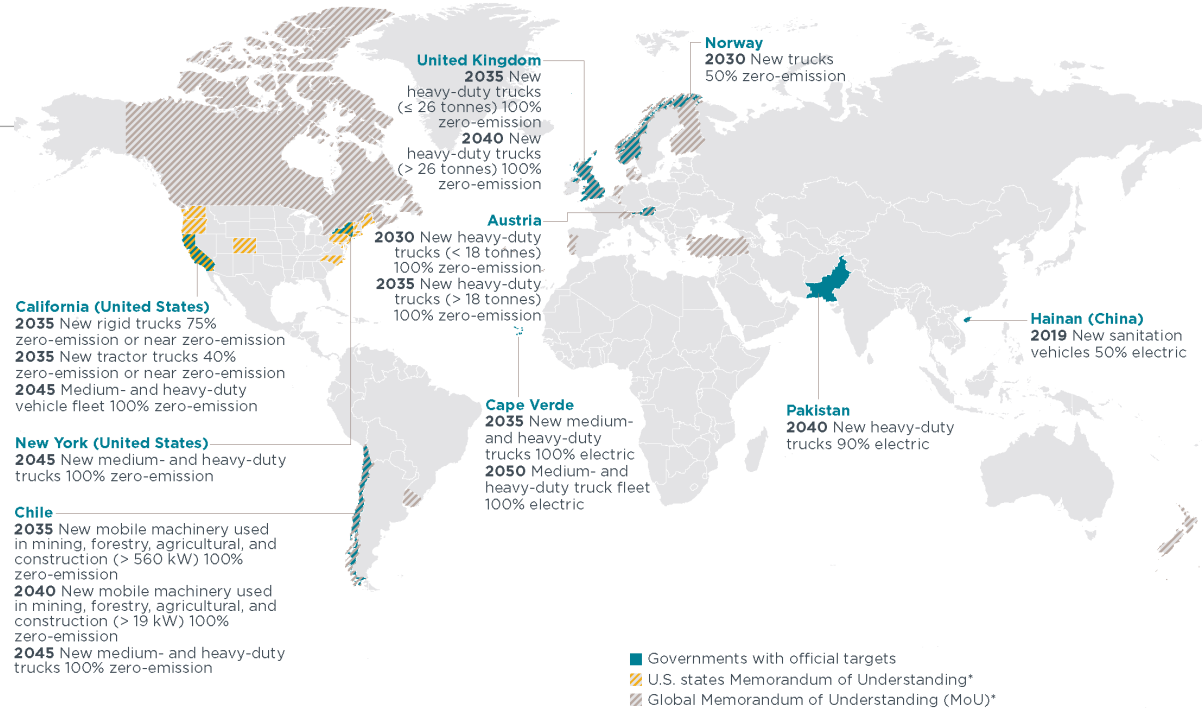 Norway
2030 New trucks
50% zero-emission
United Kingdom
2035 New
heavy-duty trucks
(≤ 26 tonnes) 100%
zero-emission
2040 New
heavy-duty trucks
(> 26 tonnes) 100%
zero-emission
Austria
2030 New heavy-duty
trucks (< 18 tonnes)
100% zero-emission
2035 New heavy-duty
trucks (> 18 tonnes)
100% zero-emission
California (United States)
2035 New rigid trucks 75%
zero-emission or near zero-emission
2035 New tractor trucks 40%
zero-emission or near zero-emission
2045 Medium- and heavy-duty
vehicle fleet 100% zero-emission
Hainan (China)
2019 New sanitation
vehicles 50% electric
Cape Verde
2035 New medium-
and heavy-duty
trucks 100% electric
2050 Medium- and
heavy-duty truck fleet
100% electric
Pakistan
2040 New heavy-duty
trucks 90% electric
New York (United States)
2045 New medium- and heavy-duty
trucks 100% zero-emission
Chile
2035 New mobile machinery used
in mining, forestry, agricultural, and
construction (> 560 kW) 100%
zero-emission
2040 New mobile machinery used
in mining, forestry, agricultural, and
construction (> 19 kW) 100%
zero-emission
2045 New medium- and heavy-duty
trucks 100% zero-emission
Governments with official targets
U.S. states Memorandum of Understanding*
Global Memorandum of Understanding (MoU)*